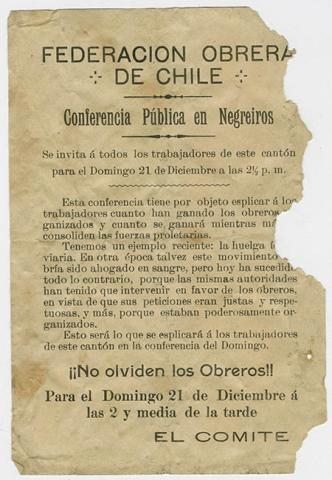 FEDERACION OBRERA
DE CHILE
Conferencia Pública en Negreiros
Se invita á todos los trabajadores de este cantón
para el Domingo 21 de Diciembre a las 2½ p. m.
Esta conferencia tiene por objeto esplicar á los
trabajadores cuanto han ganado los obreros
ganizados y cuanto se ganará mientras
consoliden las fuerzas proletarias.
Tenemos un ejemplo reciente: la huelga
viaria. En otra época talvez este movimiento
bría sido ahogado en sangre, pero hoy ha sucedid
todo lo contrario, porque las mismas autoridades
han tenido que intervenir en favor de los obreros,
en vista de que sus peticiones eran justas y respe-
tuosas, y más, porque estaban poderosamente or-
ganizados.
Esto será lo que se esplicará á los trabajadores
de este cantón en la conferencia del Domingo.
¡¡No olviden los Obreros!!
Para el Domingo 21 de Diciembre á
las 2 y media de la tarde
EL COMITE